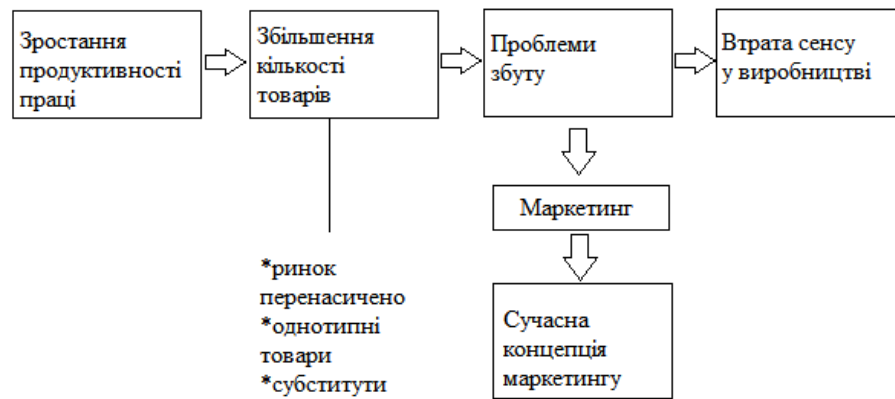 Зростання
продуктивності
праці
Збільшення
кількості
товарів
Проблеми
збуту
Втрата сенсу
у виробництві
Маркетинг
*ринок
перенасичено
*однотипні
товари
*субститути
Сучасна
концепція
маркетингу